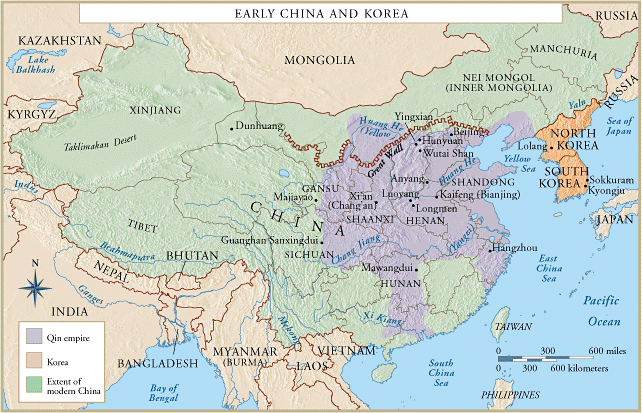 EARLY CHINA AND KOREA
RUSSIA
KAZAKHSTAN
Lake
Balkhash
MONGOLIA
MANCHURIA
NEI MONGOL
(INNER MONGOLIA)
RUSSIA
KYRGYZ
XINJIANG
Taklimakan Desert
Dunhuang
Huang He
(Yellow)
Yingxian
Hunyuan
Beijing
Wutai Shan
Great Wall
Yalu
Sea of
Japan
NORTH
KOREA
Lolang
Yellow
Sea
SOUTH
KOREA
Sokkuram
Kyongju
JAPAN
Huang He
Anyang
SHANDONG
GANSU
Majiayao
Xi'an
(Chang'an)
Luoyang
Kaifeng (Bianjing)
Longmen
SHAANXI
HENAN
CHINA
Indus
TIBET
Brahmaputra
BHUTAN
Guanghan
Sanxingdui
SICHUAN
Chang Jiang
(Yangzi)
Hangzhou
Mawangdui
HUNAN
East
China
Sea
N
NEPAL
Ganges
INDIA
Xi Kiang
Mekong
Pacific
Ocean
TAIWAN
BANGLADESH
MYANMAR
(BURMA)
VIETNAM
LAOS
Bay of
Bengal
South
China
Sea
PHILIPPINES
0 300 600 miles
0 300 600 kilometers
Qin empire
Korea
Extent of
modern China